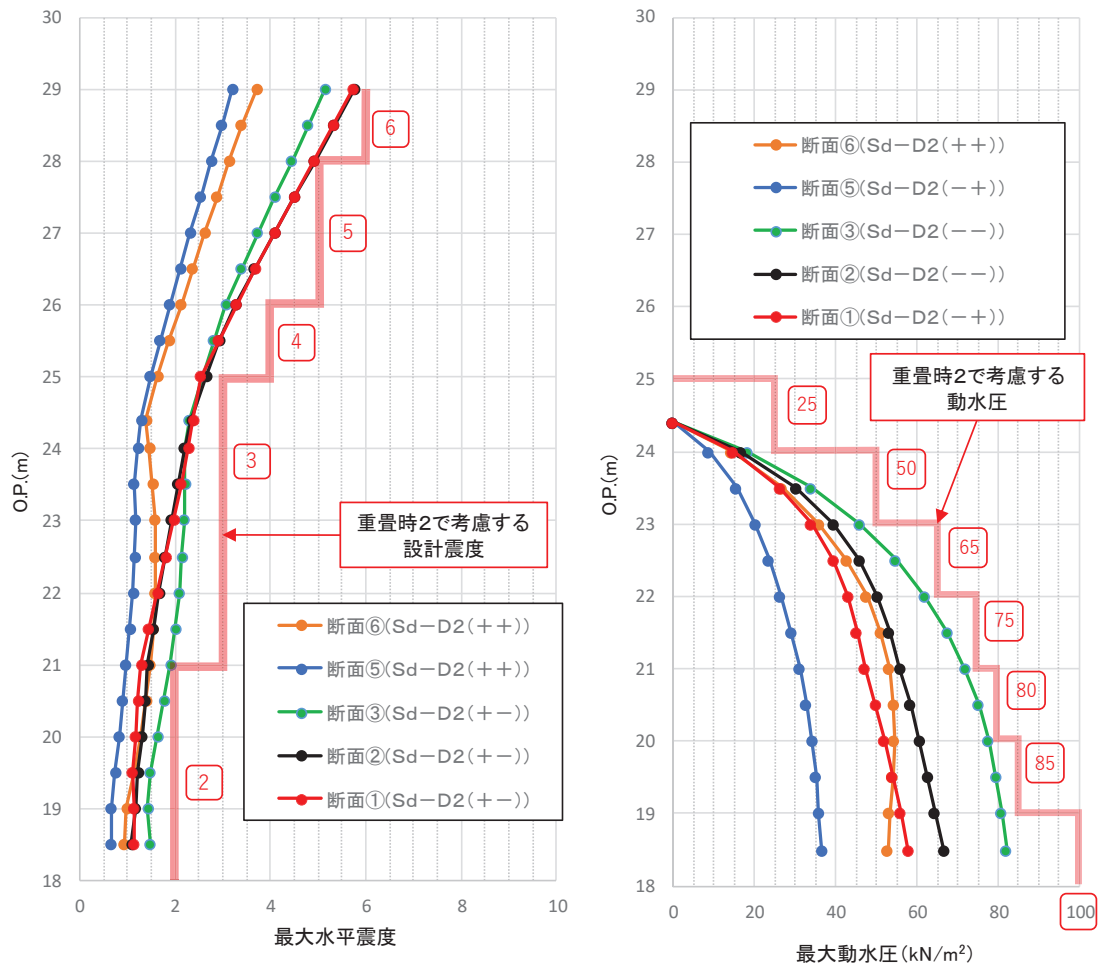 30
29
28
27
26
25
24
23
22
21
20
19
18
O.P.(m)
0
2
4
6
8
10
最大水平震度
6
5
4
3
2
重畳時2で考慮する
設計震度
断面⑥(Sd－D2(＋＋))
断面⑤(Sd－D2(＋＋))
断面③(Sd－D2(＋－))
断面②(Sd－D2(＋－))
断面①(Sd－D2(＋－))
30
29
28
27
26
25
24
23
22
21
20
19
18
O.P.(m)
0
20
40
60
80
100
最大動水圧(kN/m²)
断面⑥(Sd－D2(＋＋))
断面⑤(Sd－D2(－＋))
断面③(Sd－D2(－－))
断面②(Sd－D2(－－))
断面①(Sd－D2(－＋))
重畳時2で考慮する
動水圧
25
50
65
75
80
85